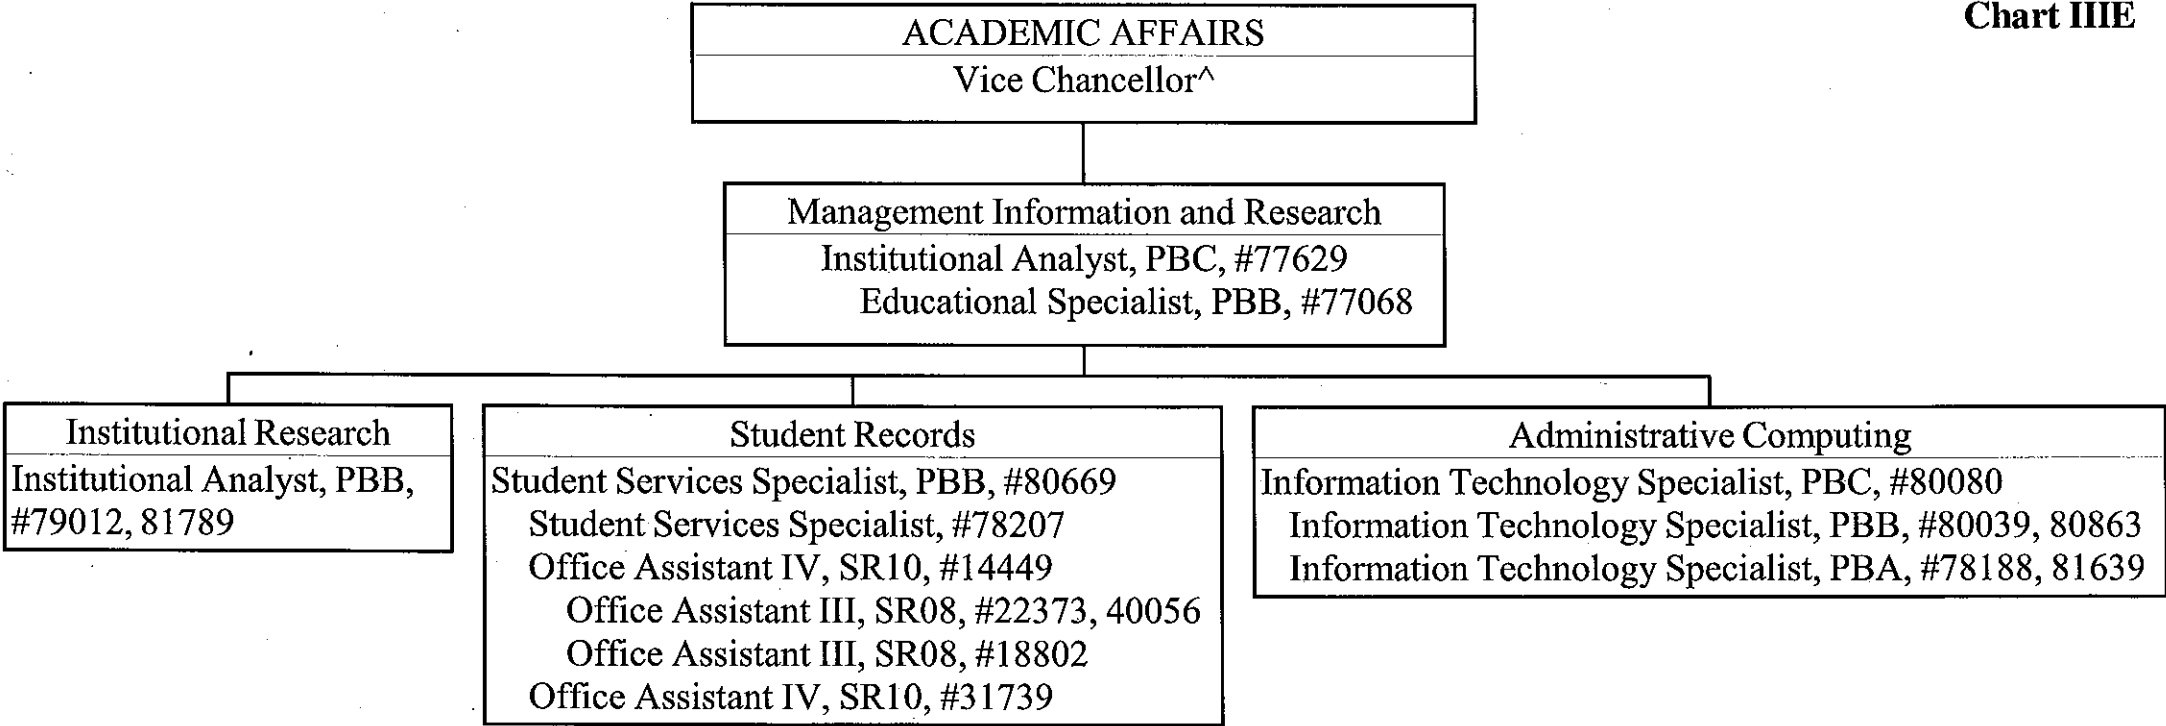 Chart IIIE
ACADEMIC AFFAIRS
Vice Chancellor^
Management Information and Research
Institutional Analyst, PBC, #77629
Educational Specialist, PBB, #77068
Institutional Research
Institutional Analyst, PBB,
#79012, 81789
Student Records
Student Services Specialist, PBB, #80669
Student Services Specialist, #78207
Office Assistant IV, SR10, #14449
Office Assistant III, SR08, #22373, 40056
Office Assistant III, SR08, #18802
Office Assistant IV, SR10, #31739
Administrative Computing
Information Technology Specialist, PBC, #80080
Information Technology Specialist, PBB, #80039, 80863
Information Technology Specialist, PBA, #78188, 81639